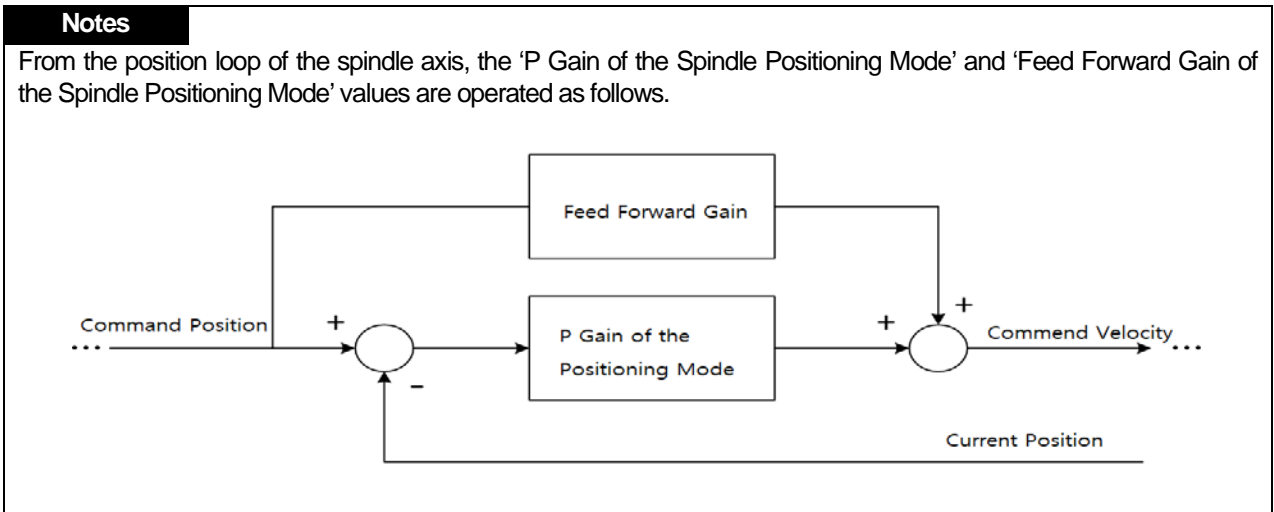 Notes
From the position loop of the spindle axis, the ‘P Gain of the Spindle Positioning Mode’ and ‘Feed Forward Gain of
the Spindle Positioning Mode’ values are operated as follows.
Feed Forward Gain
Command Position
+
P Gain of the
Positioning Mode
+
+
Commend Velocity
...
...
-
Current Position